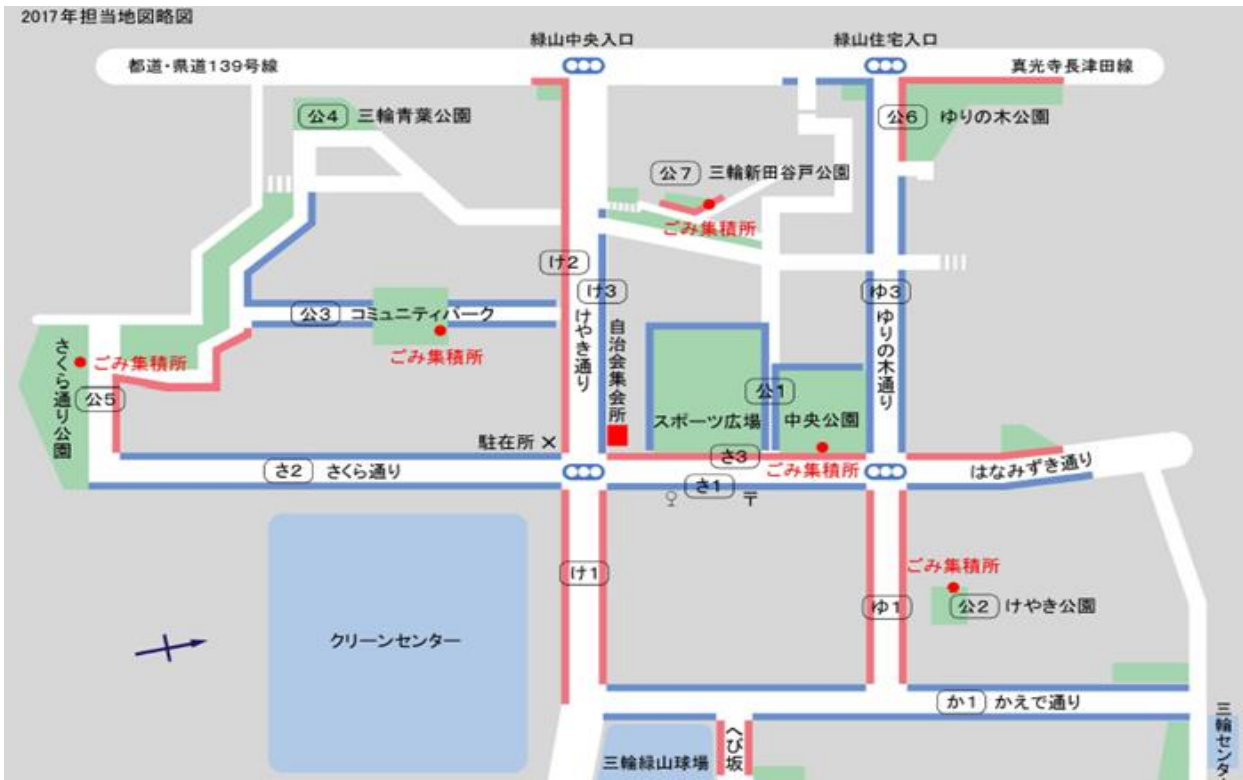 2017年担当地図略図
緑山中央入口
緑山住宅入口
都道・県道139号線
真光寺長津田線
公4 三輪青葉公園
公6 ゆりの木公園
公7 三輪新田谷戸公園
ごみ集積所
け2
け3
ゆ3
公3 コミュニティパーク
ごみ集積所
けやき通り
自治会集会所
ゆりの木通り
さくら通り公園
ごみ集積所
公5
公1
スポーツ広場
中央公園
駐在所 ×
さ3
ごみ集積所
さ2 さくら通り
はなみずき通り
さ1
〒
け1
ごみ集積所
ゆ1
公2 けやき公園
クリーンセンター
か1 かえで通り
へび坂
三輪緑山球場
三輪センタ